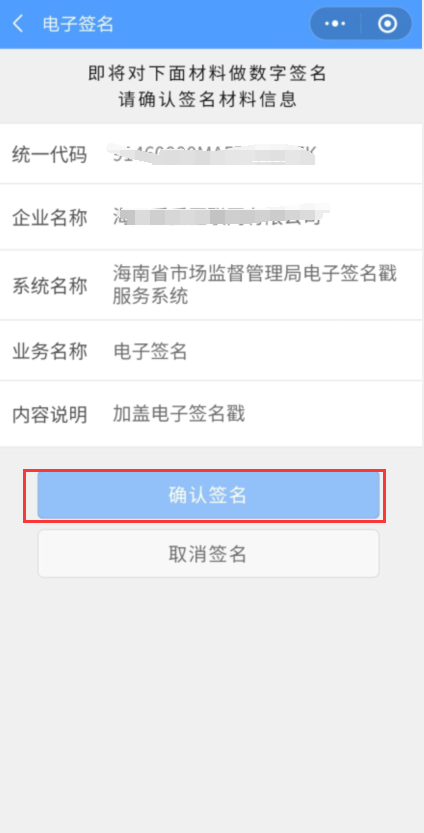 电子签名
即将对下面材料做数字签名
请确认签名材料信息
统一代码
企业名称
系统名称 海南省市场监督管理局电子签名戳
服务系统
业务名称 电子签名
内容说明 加盖电子签名戳
确认签名
取消签名